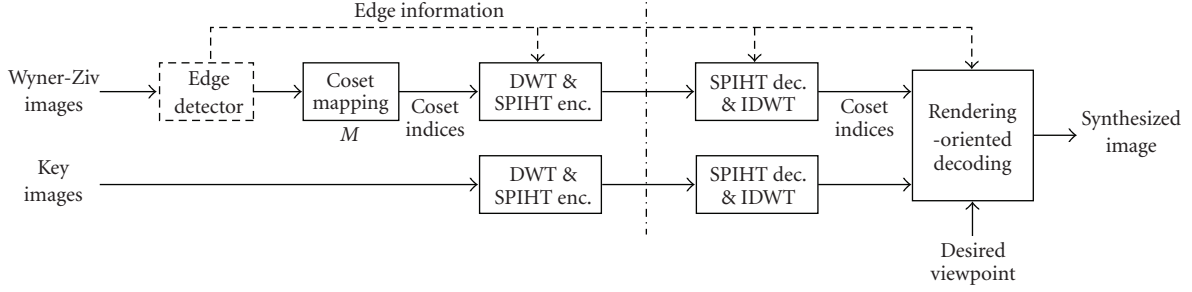 Edge information
Wyner-Ziv
images
Edge
detector
Coset
mapping
M
Coset
indices
DWT &
SPIHT enc.
SPIHT dec.
& IDWT
Coset
indices
Rendering
-oriented
decoding
Synthesized
image
Key
images
DWT &
SPIHT enc.
SPIHT dec.
& IDWT
Desired
viewpoint